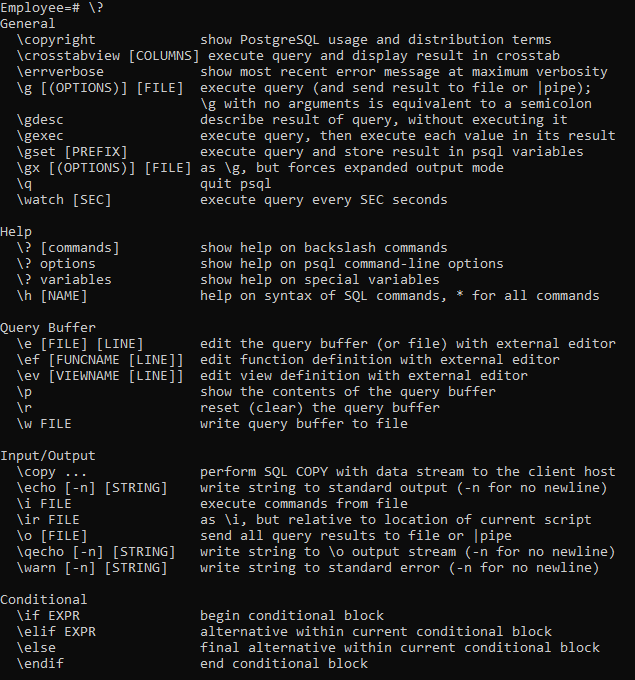 Employee=# \?
General
  \copyright             show PostgreSQL usage and distribution terms
  \crosstabview [COLUMNS] execute query and display result in crosstab
  \errverbose            show most recent error message at maximum verbosity
  \g [(OPTIONS)] [FILE]  execute query (and send result to file or |pipe);
                         \g with no arguments is equivalent to a semicolon
  \gdesc                 describe result of query, without executing it
  \gexec                 execute query, then execute each value in its result
  \gset [PREFIX]         execute query and store result in psql variables
  \gx [(OPTIONS)] [FILE] as \g, but forces expanded output mode
  \q                     quit psql
  \watch [SEC]           execute query every SEC seconds

Help
  \? [commands]          show help on backslash commands
  \? options             show help on psql command-line options
  \? variables           show help on special variables
  \h [NAME]              help on syntax of SQL commands, * for all commands

Query Buffer
  \e [FILE] [LINE]       edit the query buffer (or file) with external editor
  \ef [FUNCNAME [LINE]]  edit function definition with external editor
  \ev [VIEWNAME [LINE]]  edit view definition with external editor
  \p                     show the contents of the query buffer
  \r                     reset (clear) the query buffer
  \w FILE                write query buffer to file

Input/Output
  \copy ...              perform SQL COPY with data stream to the client host
  \echo [-n] [STRING]    write string to standard output (-n for no newline)
  \i FILE                execute commands from file
  \ir FILE               as \i, but relative to location of current script
  \o [FILE]              send all query results to file or |pipe
  \qecho [-n] [STRING]   write string to \o output stream (-n for no newline)
  \warn [-n] [STRING]    write string to standard error (-n for no newline)

Conditional
  \if EXPR               begin conditional block
  \elif EXPR             alternative within current conditional block
  \else                  final alternative within current conditional block
  \endif                 end conditional block